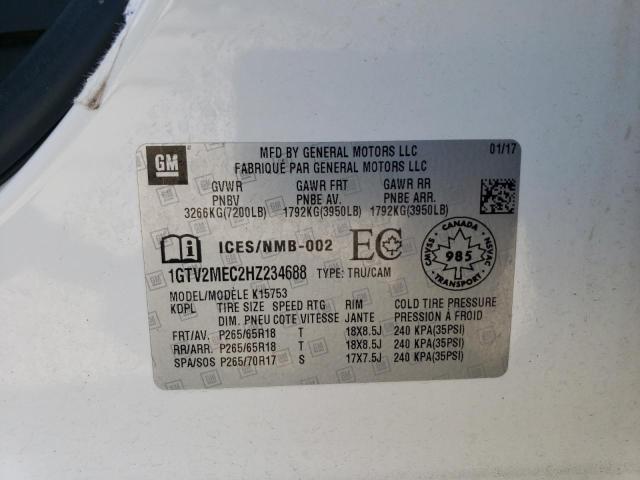 GM
MFD BY GENERAL MOTORS LLC 01/17
FABRIQUÉ PAR GENERAL MOTORS LLC
GVWR GAWR FRT GAWR RR
PNBV PNBE AV. PNBE ARR.
3266KG(7200LB) 1792KG(3950LB) 1792KG(3950LB)
ICES/NMB-002 EC
CANADA
CMVSS 985 NSVAC
1GTV2MEC2HZ234688 TYPE: TRU/CAM
MODEL/MODÈLE K15753
KDPL TIRE SIZE SPEED RTG RIM COLD TIRE PRESSURE
DIM. PNEU COTE VITESSE JANTE PRESSION À FROID
FRT/AV. P265/65R18 T 18X8.5J 240 KPA(35PSI)
RR/ARR. P265/65R18 T 18X8.5J 240 KPA(35PSI)
SPA/SOS P265/70R17 S 17X7.5J 240 KPA(35PSI)